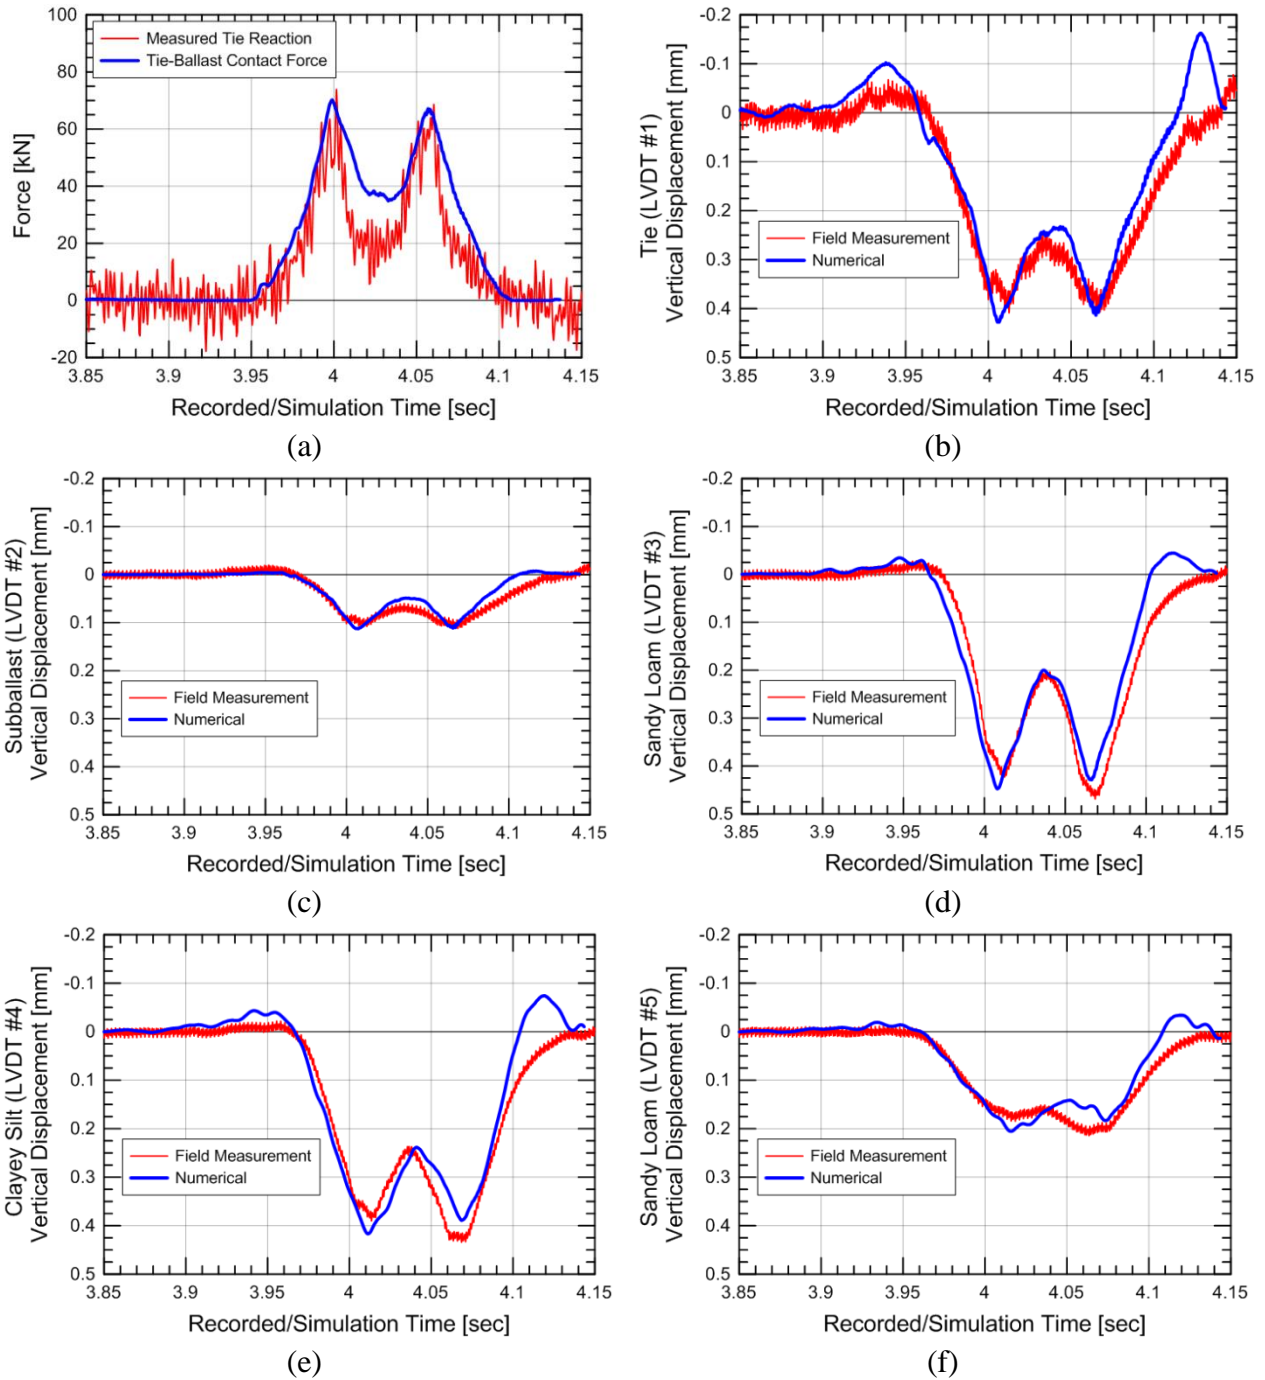 100
80
60
40
20
0
-20
Force [kN]
Measured Tie Reaction
Tie-Ballast Contact Force
3.85 3.9 3.95 4 4.05 4.1 4.15
Recorded/Simulation Time [sec]
(a)
-0.2
-0.1
0
0.1
0.2
0.3
0.4
0.5
Tie (LVDT #1)
Vertical Displacement [mm]
Field Measurement
Numerical
3.85 3.9 3.95 4 4.05 4.1 4.15
Recorded/Simulation Time [sec]
(b)
-0.2
-0.1
0
0.1
0.2
0.3
0.4
0.5
Subballast (LVDT #2)
Vertical Displacement [mm]
Field Measurement
Numerical
3.85 3.9 3.95 4 4.05 4.1 4.15
Recorded/Simulation Time [sec]
(c)
-0.2
-0.1
0
0.1
0.2
0.3
0.4
0.5
Sandy Loam (LVDT #3)
Vertical Displacement [mm]
Field Measurement
Numerical
3.85 3.9 3.95 4 4.05 4.1 4.15
Recorded/Simulation Time [sec]
(d)
-0.2
-0.1
0
0.1
0.2
0.3
0.4
0.5
Clayey Silt (LVDT #4)
Vertical Displacement [mm]
Field Measurement
Numerical
3.85 3.9 3.95 4 4.05 4.1 4.15
Recorded/Simulation Time [sec]
(e)
-0.2
-0.1
0
0.1
0.2
0.3
0.4
0.5
Sandy Loam (LVDT #5)
Vertical Displacement [mm]
Field Measurement
Numerical
3.85 3.9 3.95 4 4.05 4.1 4.15
Recorded/Simulation Time [sec]
(f)